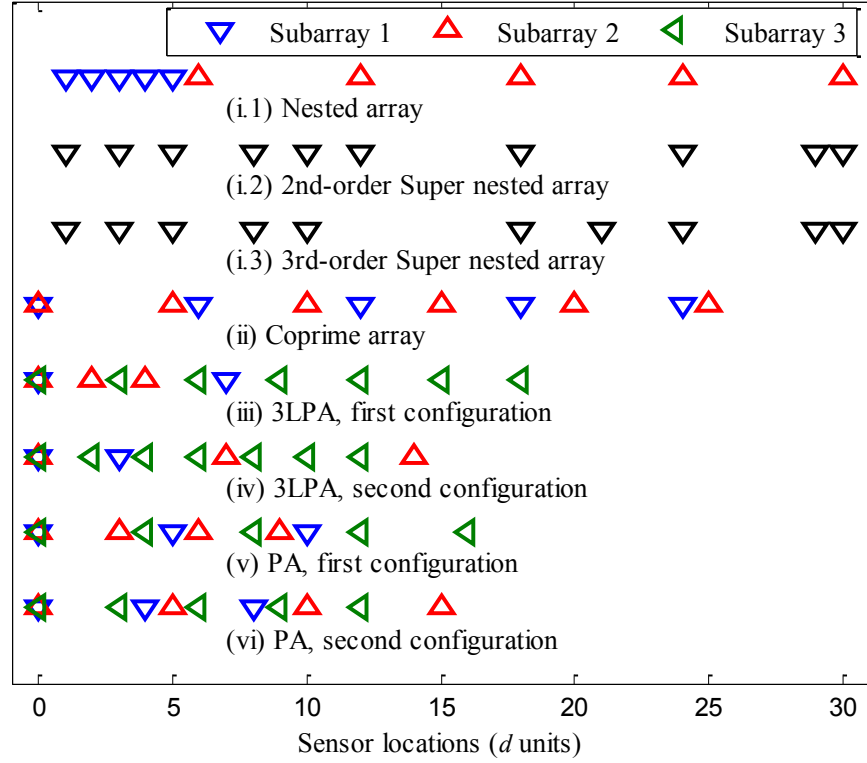 Subarray 1 Subarray 2 Subarray 3
(i.1) Nested array
(i.2) 2nd-order Super nested array
(i.3) 3rd-order Super nested array
(ii) Coprime array
(iii) 3LPA, first configuration
(iv) 3LPA, second configuration
(v) PA, first configuration
(vi) PA, second configuration
0 5 10 15 20 25 30
Sensor locations (d units)